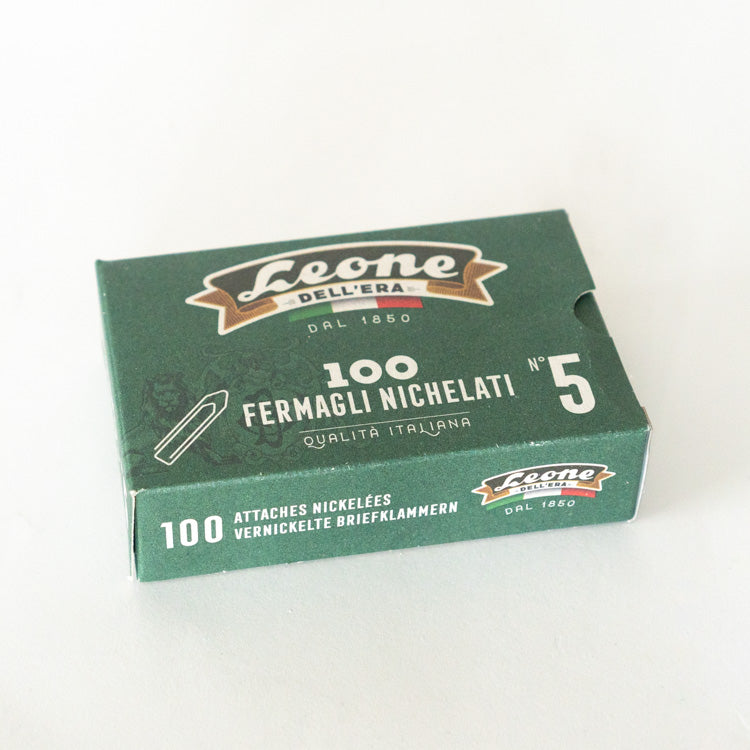 Leone
DELL'ERA
DAL 1850
100
FERMAGLI NICHELATI
QUALITÀ ITALIANA
N° 5
100 ATTACHES NICKELÉES
VERNICKELTE BRIEFKLAMMERN
Leone
DELL'ERA
DAL 1850